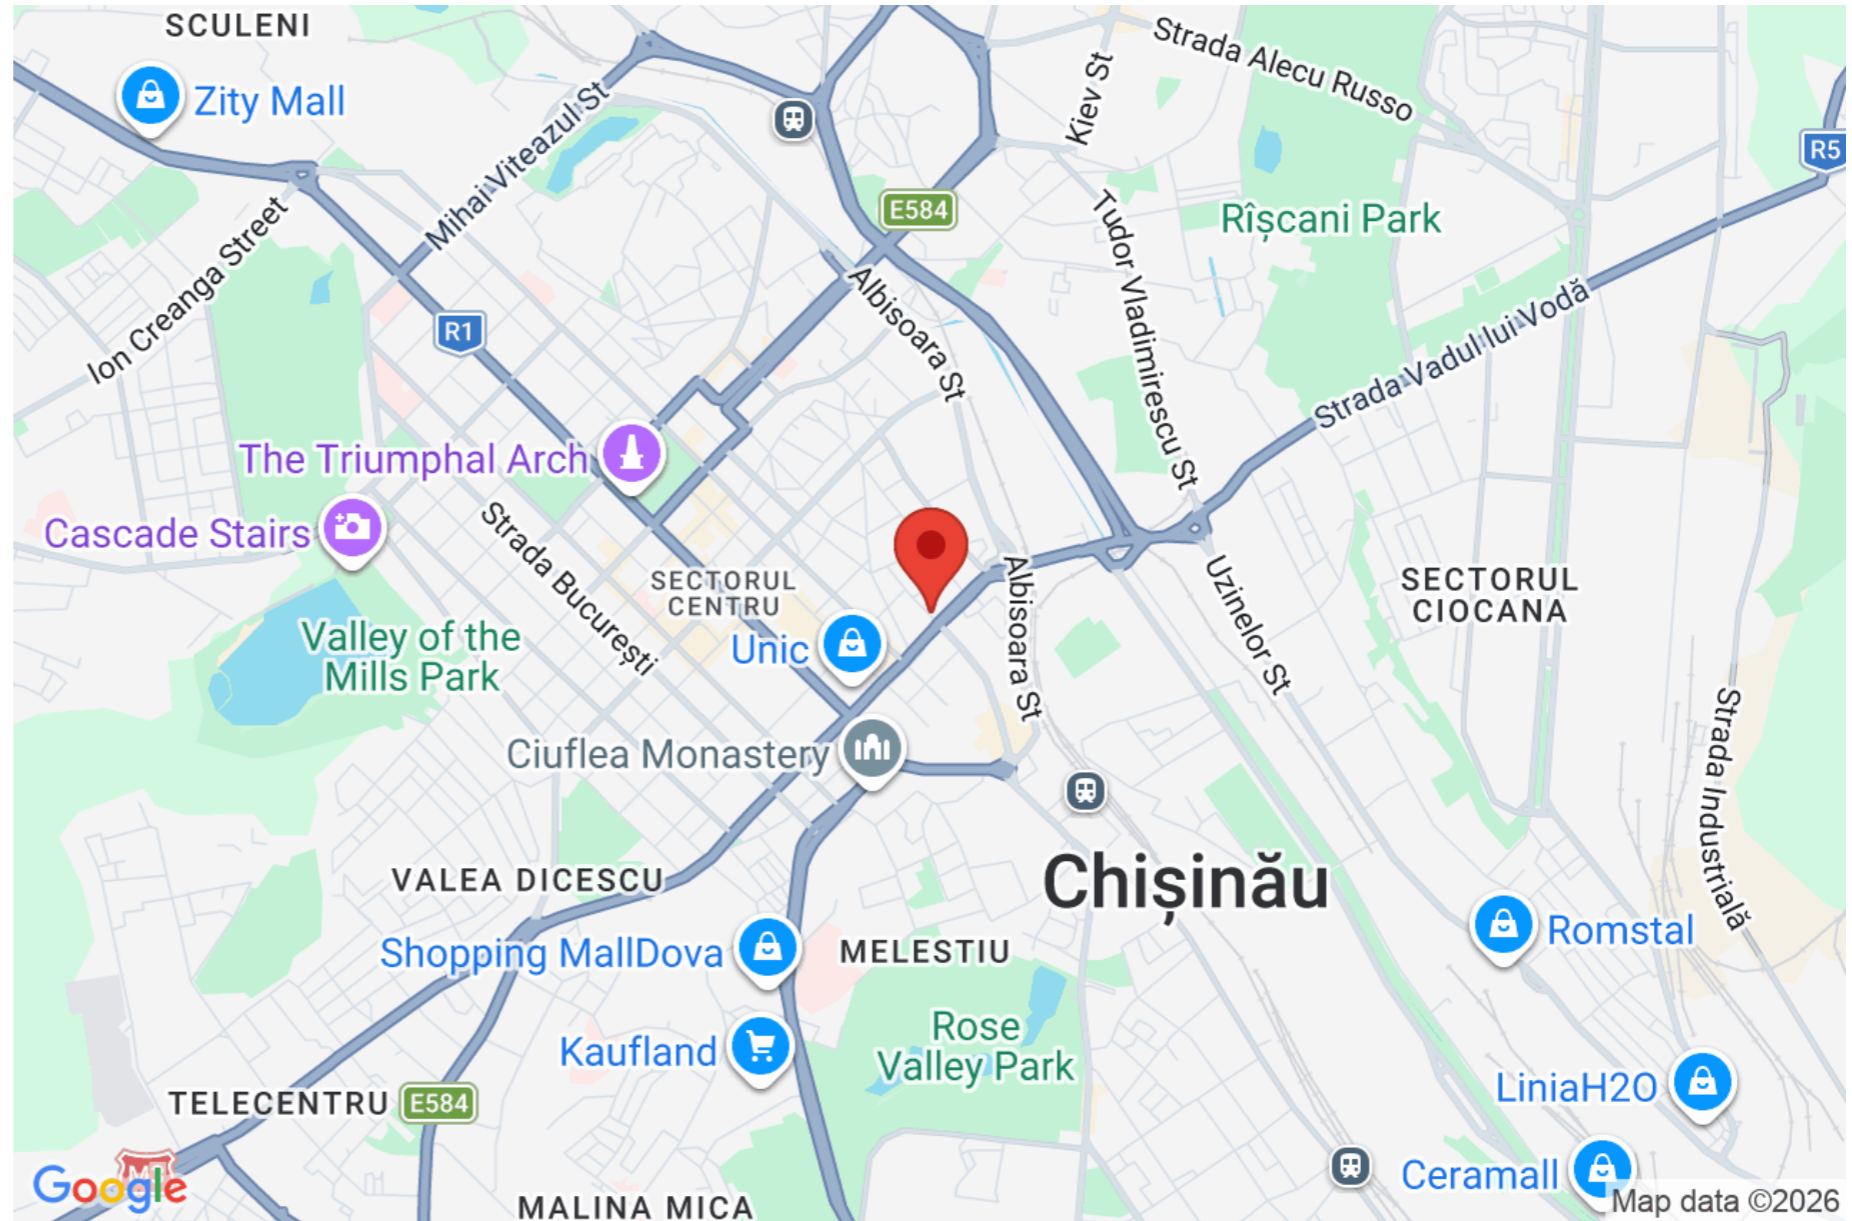 SCULENI
Zity Mall
Mihai Viteazul St
Strada Alecu Russo
Kiev St
R5
E584
Rîșcani Park
Tudor Vladimirescu St
Ion Creanga Street
R1
Albisoara St
Strada Vadul lui Vodă
The Triumphal Arch
Cascade Stairs
Strada București
SECTORUL
CENTRU
Albisoara St
Uzinelor St
SECTORUL
CIOCANA
Valley of the
Mills Park
Unic
Ciuflea Monastery
Strada Industrială
VALEA DICESCU
Chișinău
Shopping MallDova
MELESTIU
Romstal
Kaufland
Rose
Valley Park
TELECENTRU
E584
LiniaH2O
Google
Ceramall
MALINA MICA
Map data ©2026